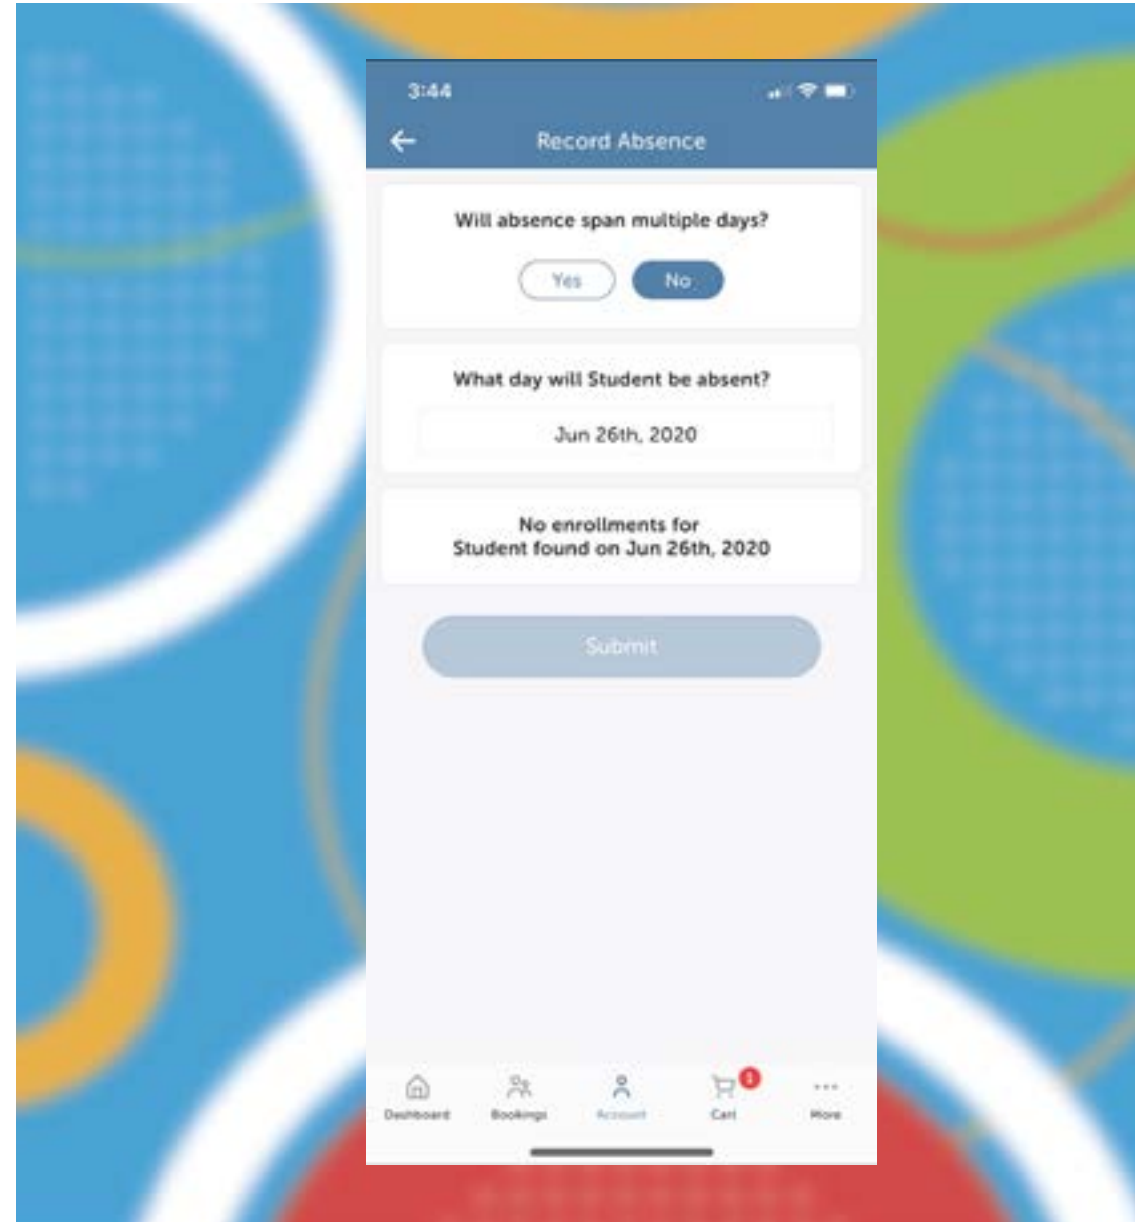 3:44
Record Absence
Will absence span multiple days?
Yes No
What day will Student be absent?
Jun 26th, 2020
No enrollments for
Student found on Jun 26th, 2020
Submit
Dashboard Bookings Account Cart More